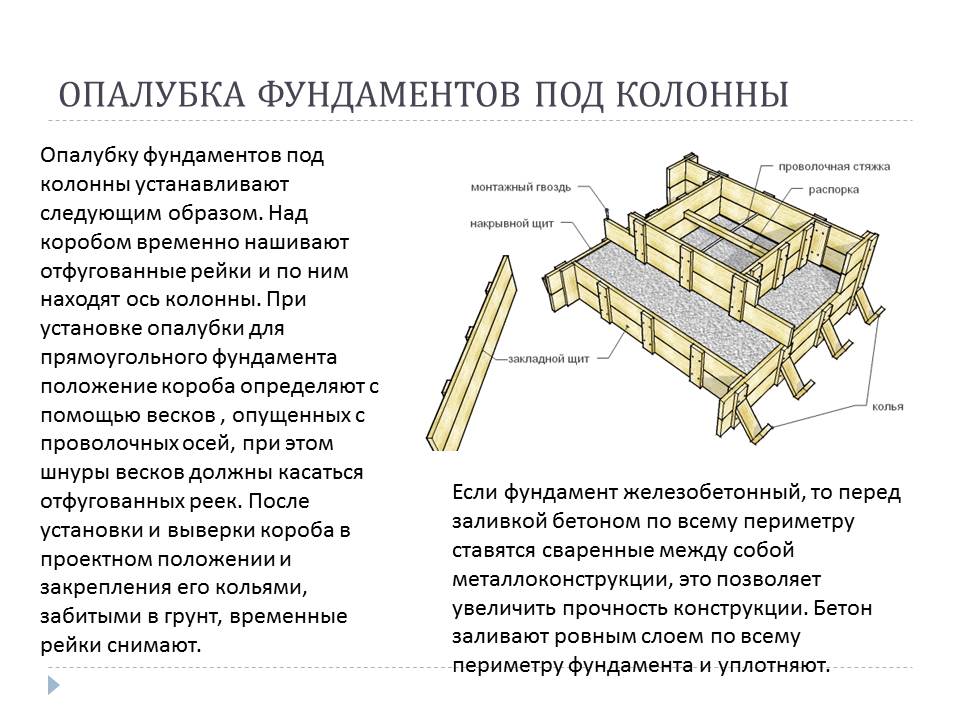 ОПАЛУБКА ФУНДАМЕНТОВ ПОД КОЛОННЫ
Опалубку фундаментов под
колонны устанавливают
следующим образом. Над
коробом временно нашивают
отфугованные рейки и по ним
находят ось колонны. При
установке опалубки для
прямоугольного фундамента
положение короба определяют с
помощью весков , опущенных с
проволочных осей, при этом
шнуры весков должны касаться
отфугованных реек. После
установки и выверки короба в
проектном положении и
закрепления его кольями,
забитыми в грунт, временные
рейки снимают.
проволочная стяжка
распорка
монтажный гвоздь
накрывной щит
закладной щит
колья
Если фундамент железобетонный, то перед
заливкой бетоном по всему периметру
ставятся сваренные между собой
металлоконструкции, это позволяет
увеличить прочность конструкции. Бетон
заливают ровным слоем по всему
периметру фундамента и уплотняют.